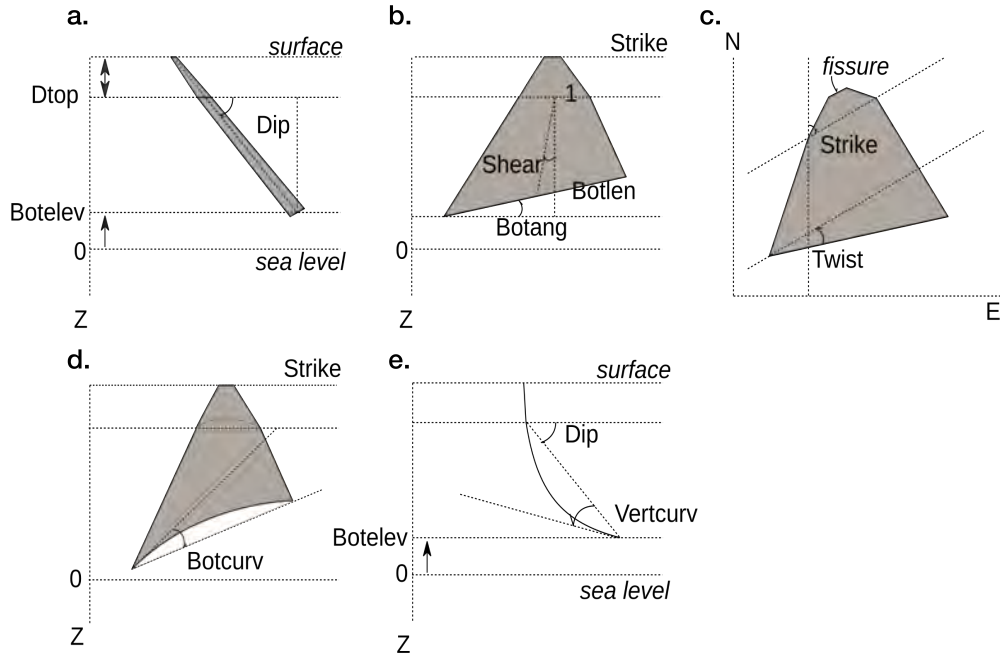 a.
surface
Dtop
Dip
Botelev
0
sea level
Z
b.
Strike
1
Shear
Botlen
Botang
0
Z
c.
N
fissure
Strike
Twist
E
d.
Strike
Botcurv
0
Z
e.
surface
Dip
Vertcurv
Botelev
0
sea level
Z